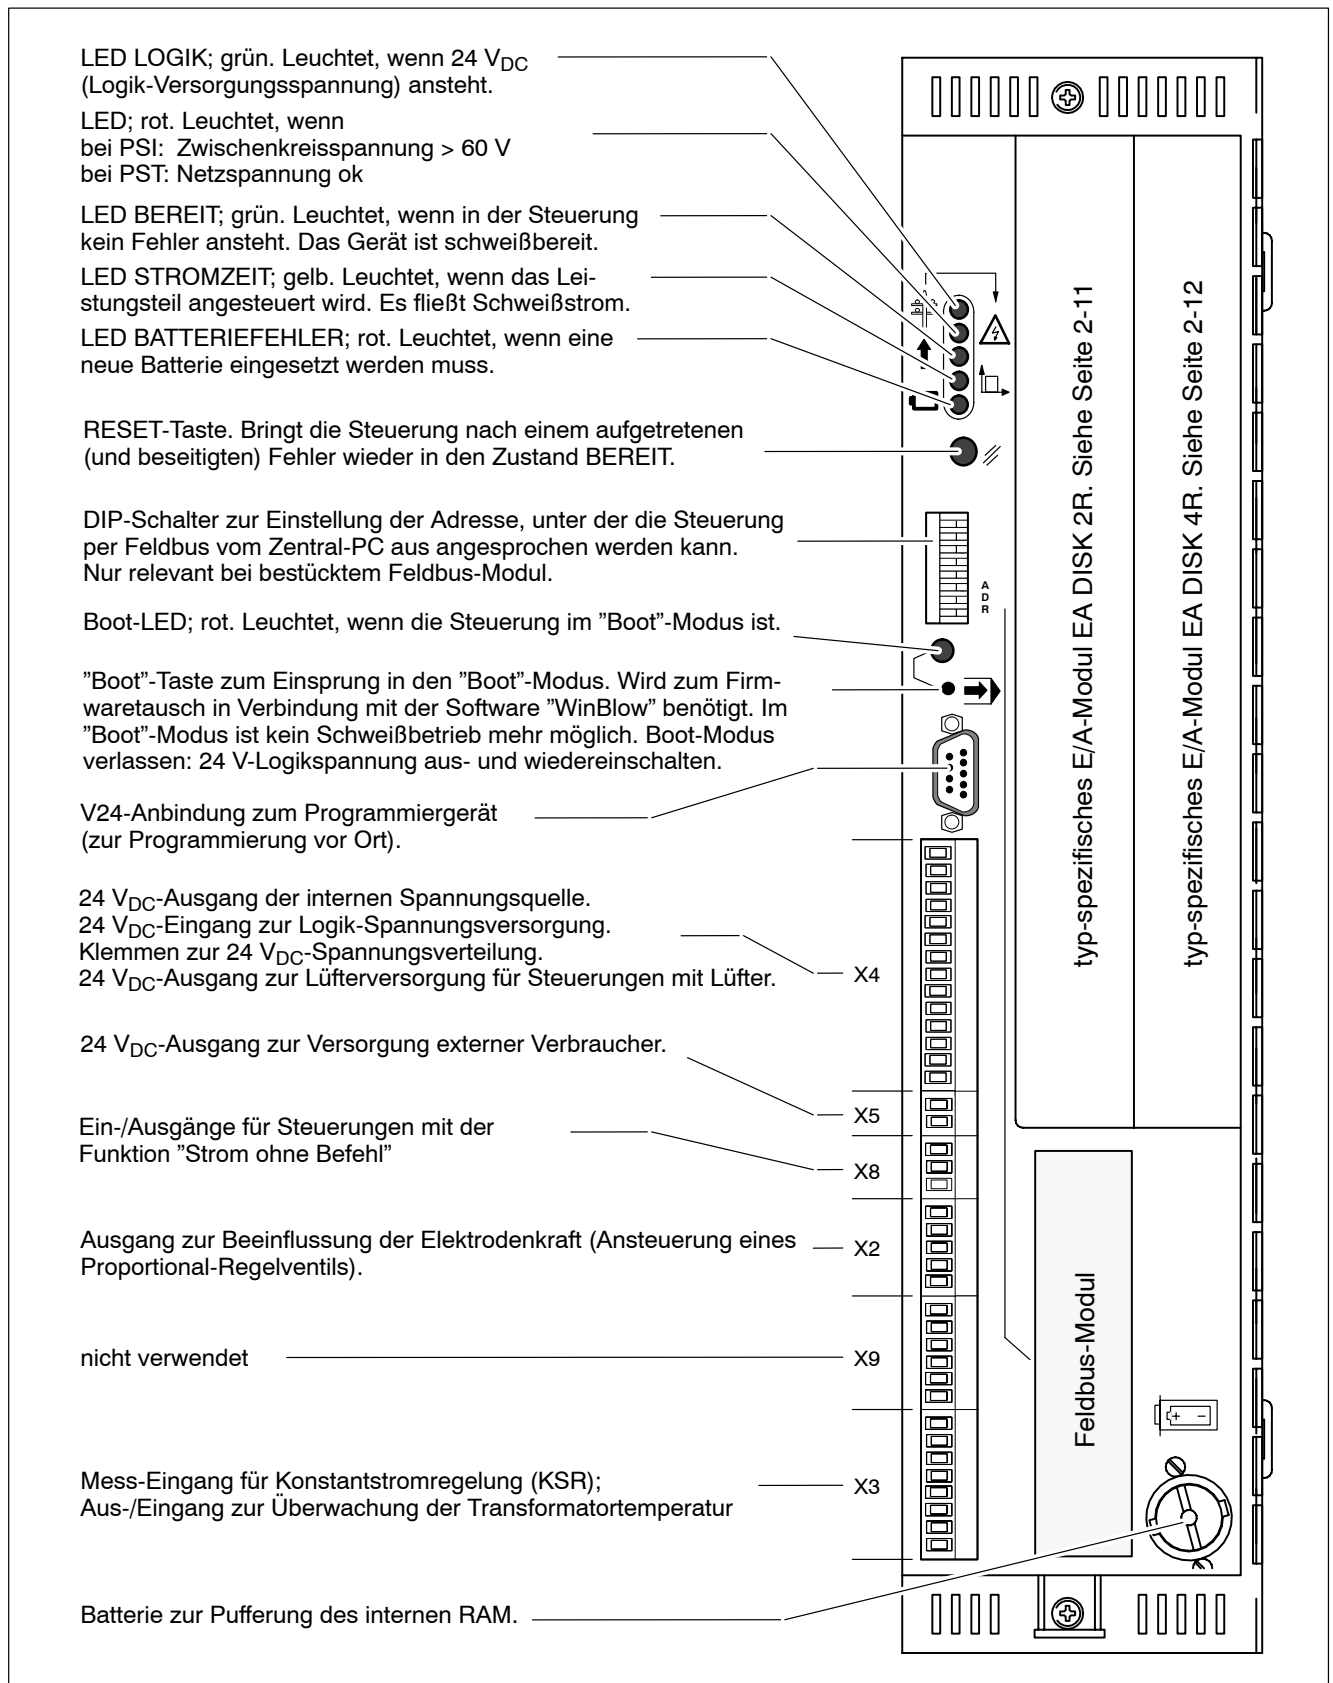 LED LOGIK; grün. Leuchtet, wenn 24 VDC
(Logik-Versorgungsspannung) ansteht.
LED; rot. Leuchtet, wenn
bei PSI: Zwischenkreisspannung > 60 V
bei PST: Netzspannung ok
LED BEREIT; grün. Leuchtet, wenn in der Steuerung
kein Fehler ansteht. Das Gerät ist schweißbereit.
LED STROMZEIT; gelb. Leuchtet, wenn das Lei-
stungsteil angesteuert wird. Es fließt Schweißstrom.
LED BATTERIEFEHLER; rot. Leuchtet, wenn eine
neue Batterie eingesetzt werden muss.
RESET-Taste. Bringt die Steuerung nach einem aufgetretenen
(und beseitigten) Fehler wieder in den Zustand BEREIT.
DIP-Schalter zur Einstellung der Adresse, unter der die Steuerung
per Feldbus vom Zentral-PC aus angesprochen werden kann.
Nur relevant bei bestücktem Feldbus-Modul.
Boot-LED; rot. Leuchtet, wenn die Steuerung im ”Boot”-Modus ist.
”Boot”-Taste zum Einsprung in den ”Boot”-Modus. Wird zum Firm-
waretausch in Verbindung mit der Software ”WinBlow” benötigt. Im
”Boot”-Modus ist kein Schweißbetrieb mehr möglich. Boot-Modus
verlassen: 24 V-Logikspannung aus- und wiedereinschalten.
V24-Anbindung zum Programmiergerät
(zur Programmierung vor Ort).
24 VDC-Ausgang der internen Spannungsquelle.
24 VDC-Eingang zur Logik-Spannungsversorgung.
Klemmen zur 24 VDC-Spannungsverteilung.
24 VDC-Ausgang zur Lüfterversorgung für Steuerungen mit Lüfter.
X4
24 VDC-Ausgang zur Versorgung externer Verbraucher.
X5
Ein-/Ausgänge für Steuerungen mit der
Funktion ”Strom ohne Befehl”
X8
Ausgang zur Beeinflussung der Elektrodenkraft (Ansteuerung eines
Proportional-Regelventils).
X2
nicht verwendet
X9
Mess-Eingang für Konstantstromregelung (KSR);
Aus-/Eingang zur Überwachung der Transformatortemperatur
X3
Batterie zur Pufferung des internen RAM.
ADR
typ-spezifisches E/A-Modul EA DISK 2R. Siehe Seite 2-11
typ-spezifisches E/A-Modul EA DISK 4R. Siehe Seite 2-12
Feldbus-Modul
+ −